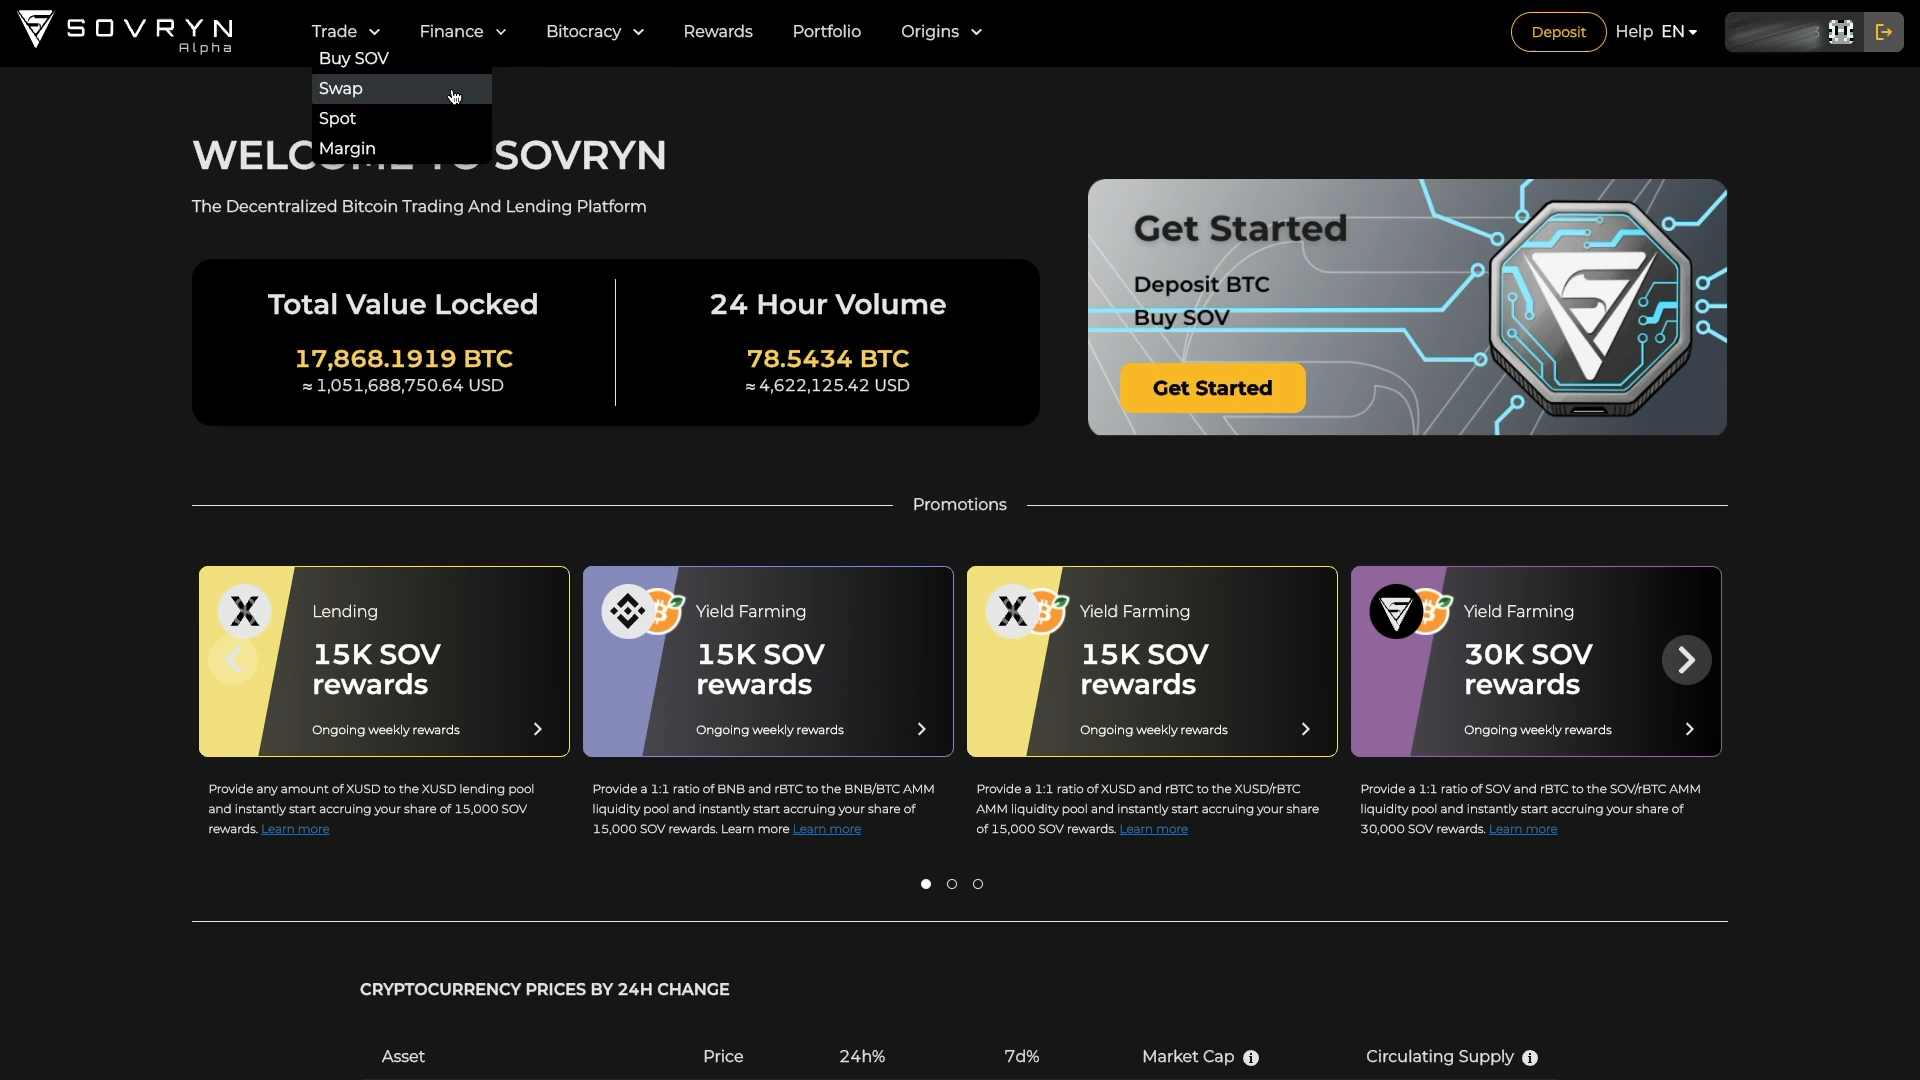 SOVRYN
Alpha
Trade
Finance
Bitocracy
Rewards
Portfolio
Origins
Deposit
Help
EN
Buy SOV
Swap
Spot
Margin
WELCOME TO SOVRYN
The Decentralized Bitcoin Trading And Lending Platform
Total Value Locked
17,868.1919 BTC
≈ 1,051,688,750.64 USD
24 Hour Volume
78.5434 BTC
≈ 4,622,125.42 USD
Get Started
Deposit BTC
Buy SOV
Get Started
Promotions
Lending
15K SOV
rewards
Ongoing weekly rewards
Provide any amount of XUSD to the XUSD lending pool
and instantly start accruing your share of 15,000 SOV
rewards. Learn more
Yield Farming
15K SOV
rewards
Ongoing weekly rewards
Provide a 1:1 ratio of BNB and rBTC to the BNB/BTC AMM
liquidity pool and instantly start accruing your share of
15,000 SOV rewards. Learn more Learn more
Yield Farming
15K SOV
rewards
Ongoing weekly rewards
Provide a 1:1 ratio of XUSD and rBTC to the XUSD/rBTC
AMM liquidity pool and instantly start accruing your share
of 15,000 SOV rewards. Learn more
Yield Farming
30K SOV
rewards
Ongoing weekly rewards
Provide a 1:1 ratio of SOV and rBTC to the SOV/rBTC AMM
liquidity pool and instantly start accruing your share of
30,000 SOV rewards. Learn more
CRYPTOCURRENCY PRICES BY 24H CHANGE
Asset
Price
24h%
7d%
Market Cap
Circulating Supply